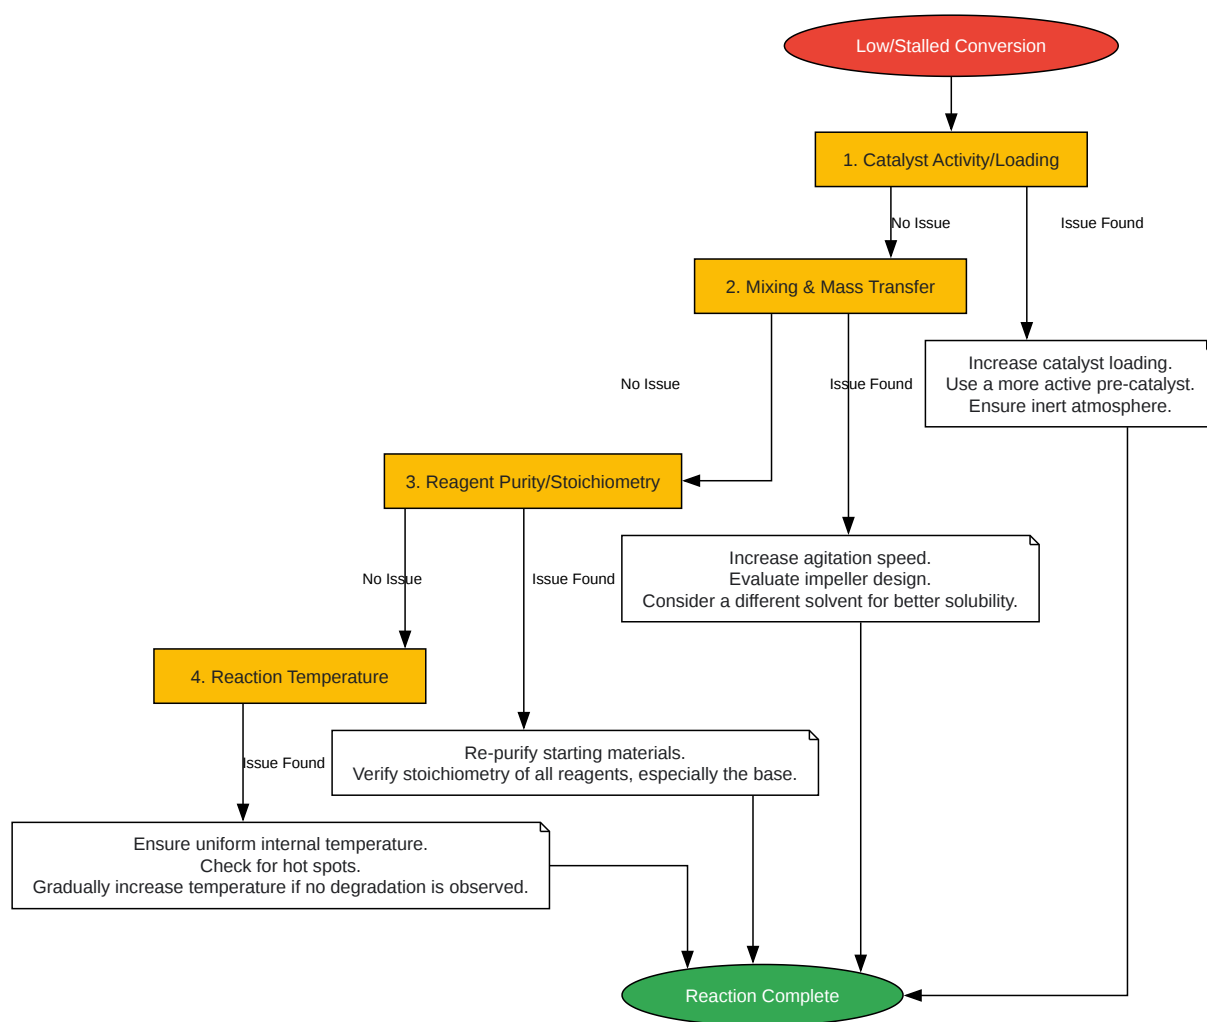 Low/Stalled Conversion
1. Catalyst Activity/Loading
No Issue
Issue Found
2. Mixing & Mass Transfer
Increase catalyst loading.
Use a more active pre-catalyst.
Ensure inert atmosphere.
No Issue
Issue Found
3. Reagent Purity/Stoichiometry
Increase agitation speed.
Evaluate impeller design.
Consider a different solvent for better solubility.
No Issue
Issue Found
4. Reaction Temperature
Re-purify starting materials.
Verify stoichiometry of all reagents, especially the base.
Issue Found
Ensure uniform internal temperature.
Check for hot spots.
Gradually increase temperature if no degradation is observed.
Reaction Complete